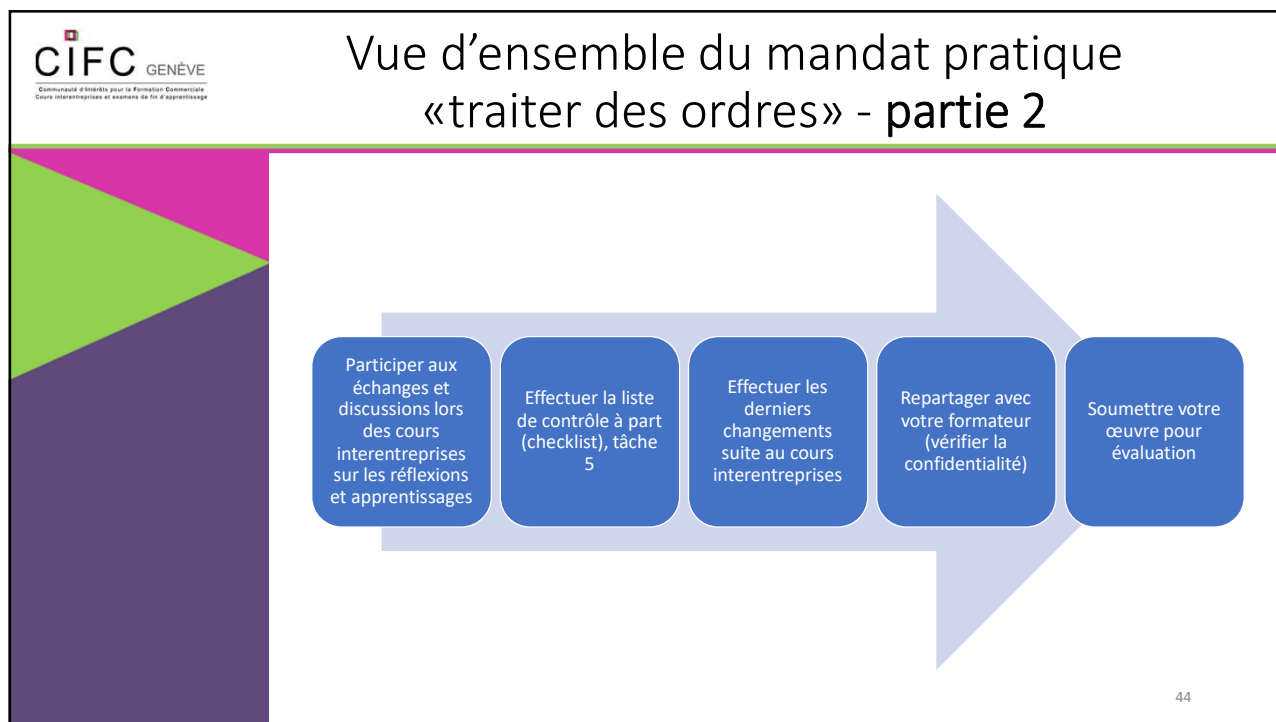 CIFC GENÈVE
Communauté d'Intérêts pour la Formation Commerciale
Cours interentreprises et examens de fin d'apprentissage
Vue d'ensemble du mandat pratique
«traiter des ordres» - partie 2
Participer aux
échanges et
discussions lors
des cours
interentreprises
sur les réflexions
et apprentissages
Effectuer la liste
de contrôle à part
(checklist), tâche
5
Effectuer les
derniers
changements
suite au cours
interentreprises
Repartager avec
votre formateur
(vérifier la
confidentialité)
Soumettre votre
œuvre pour
évaluation
44